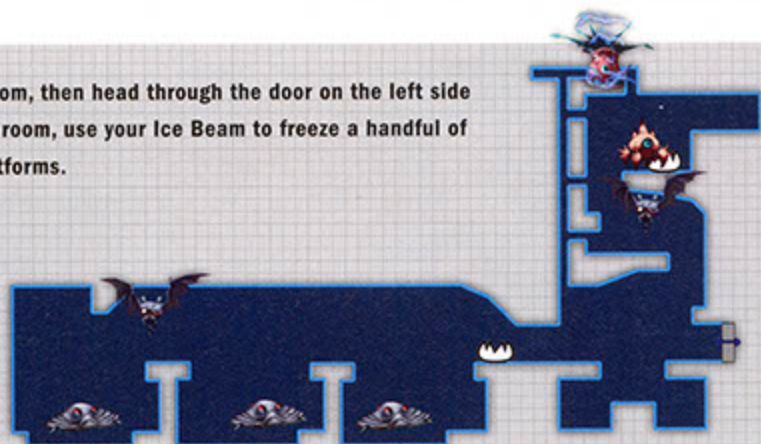 om, then head through the door on the left side
room, use your Ice Beam to freeze a handful of
tforms.